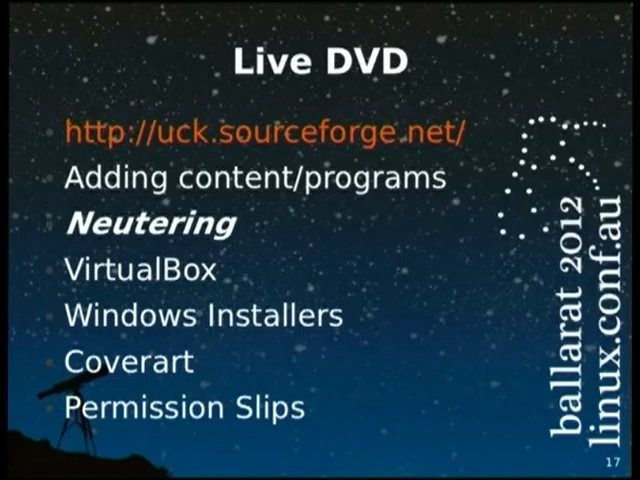 Live DVD
http://uck.sourceforge.net/
Adding content/programs
Neutering
VirtualBox
Windows Installers
Coverart
Permission Slips
ballarat 2012
linux.conf.au
17